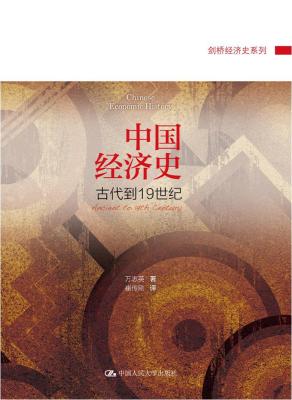 剑桥经济史系列
Chinese
Economic History
中国
经济史
古代到19世纪
Ancient to 19th Century
万志英 著
崔传刚 译
中国人民大学出版社